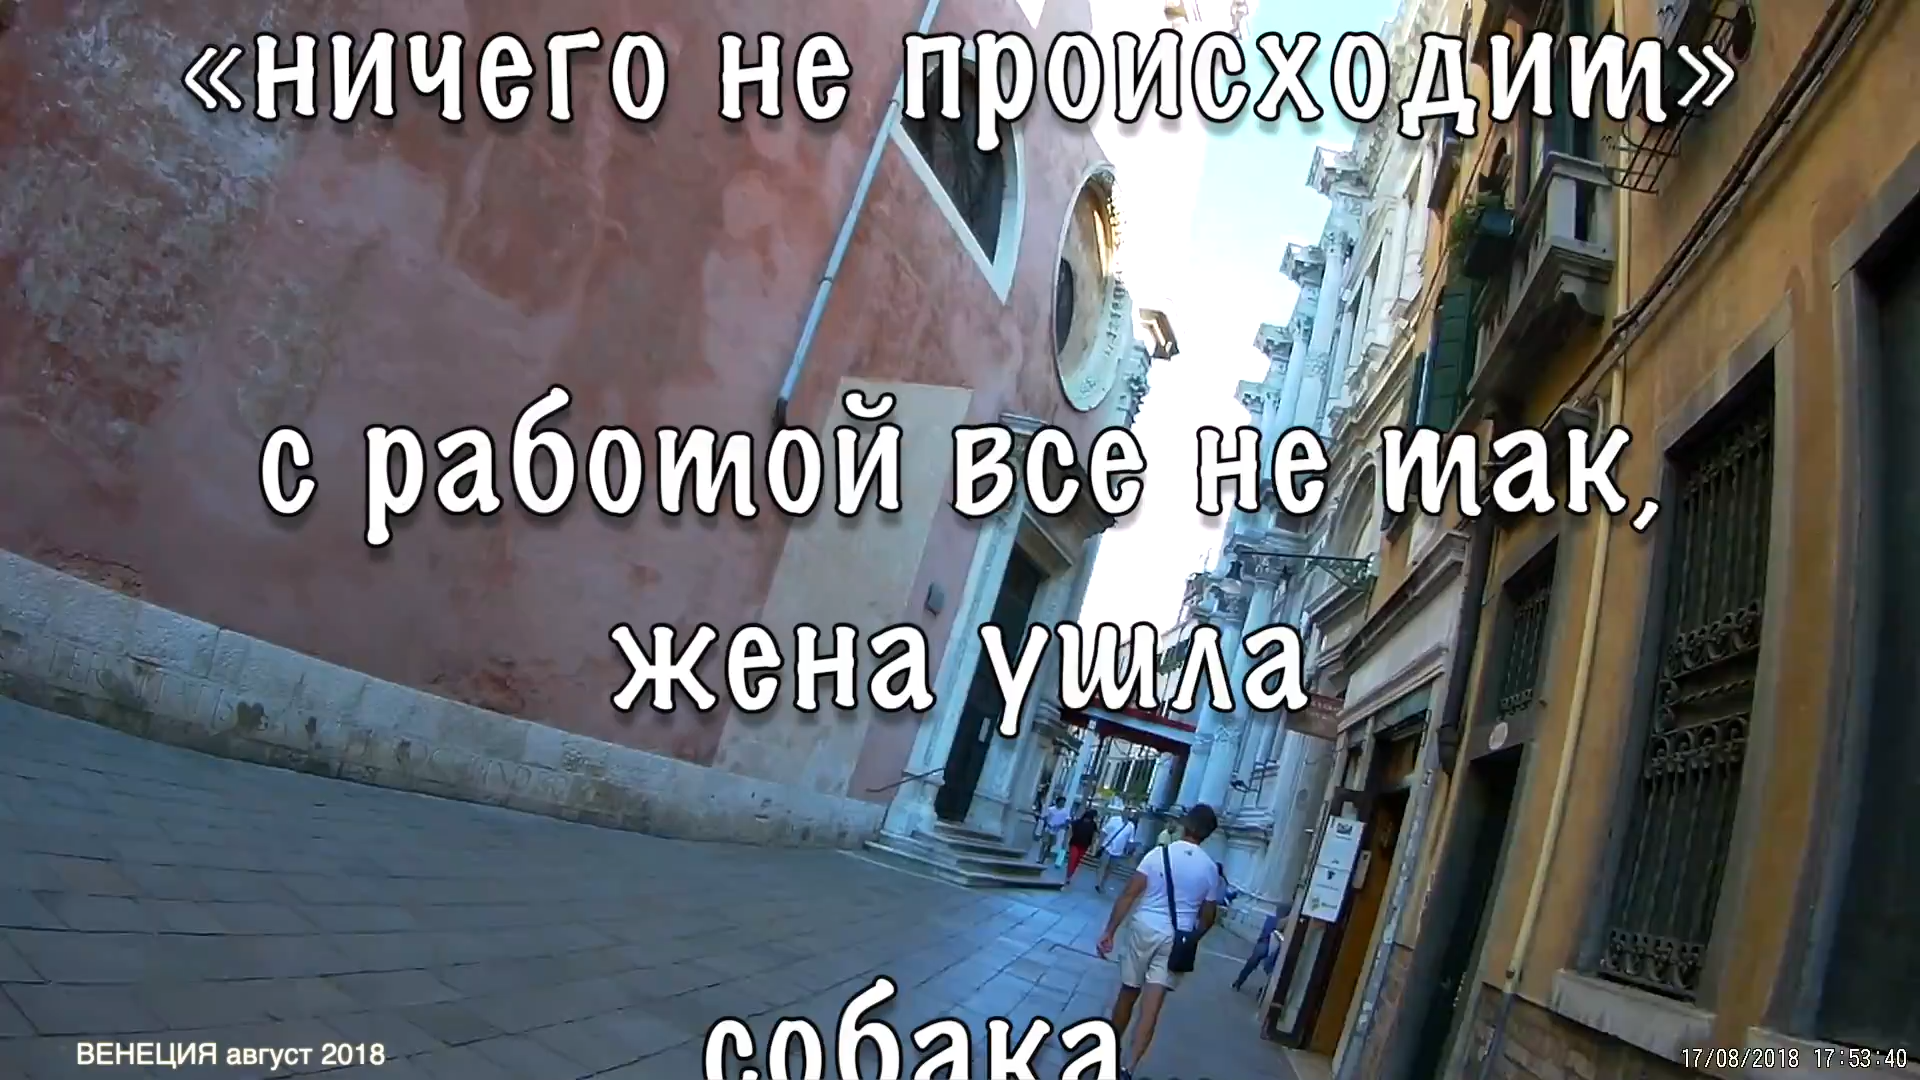 «ничего не происходит»
с работой все не так,
жена ушла
собака
ВЕНЕЦИЯ август 2018
17/08/2018 17:53:40